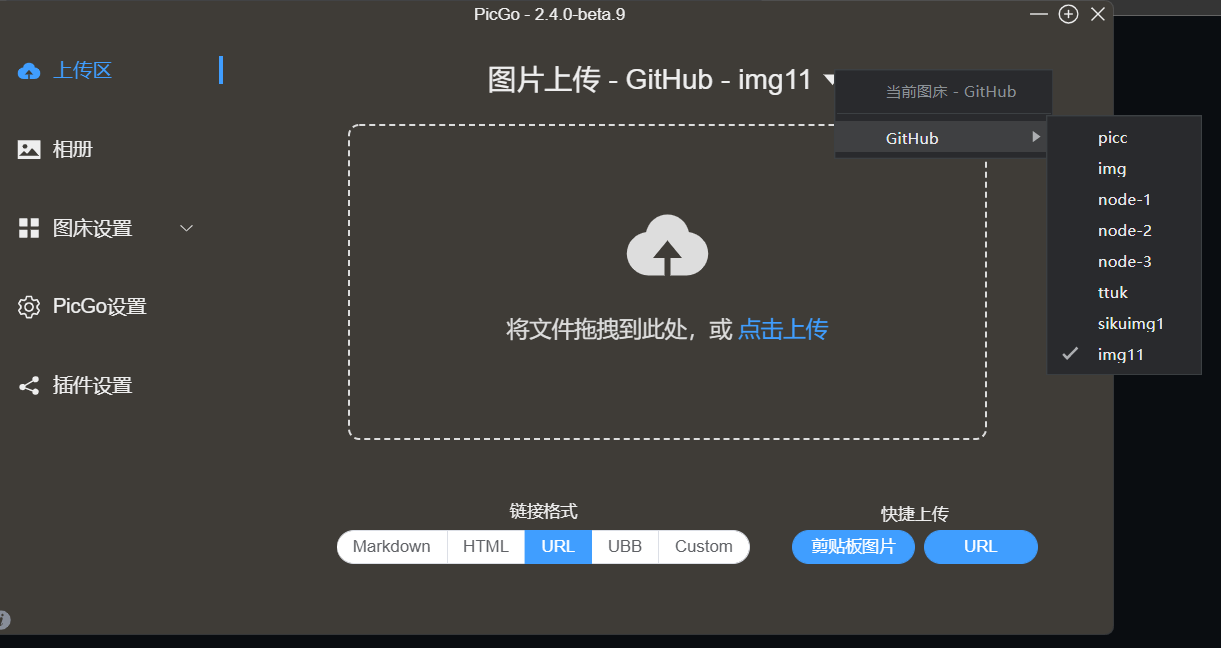 PicGo - 2.4.0-beta.9
上传区
相册
图床设置
PicGo设置
插件设置
图片上传 - GitHub - img11
当前图床 - GitHub
GitHub
picc
img
node-1
node-2
node-3
ttuk
sikuimg1
img11
将文件拖拽到此处，或 点击上传
链接格式
Markdown HTML URL UBB Custom
快捷上传
剪贴板图片 URL